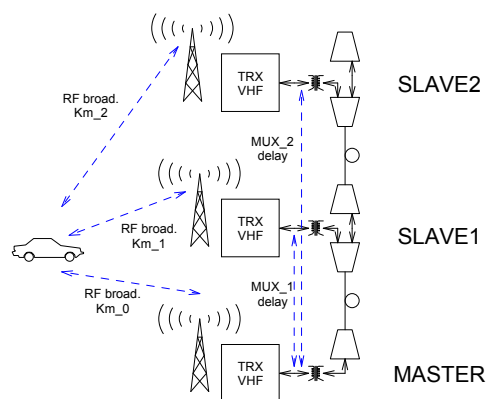 TRX
VHF
SLAVE2
RF broad.
Km_2
MUX_2
delay
TRX
VHF
SLAVE1
RF broad.
Km_1
MUX_1
delay
RF broad.
Km_0
TRX
VHF
MASTER